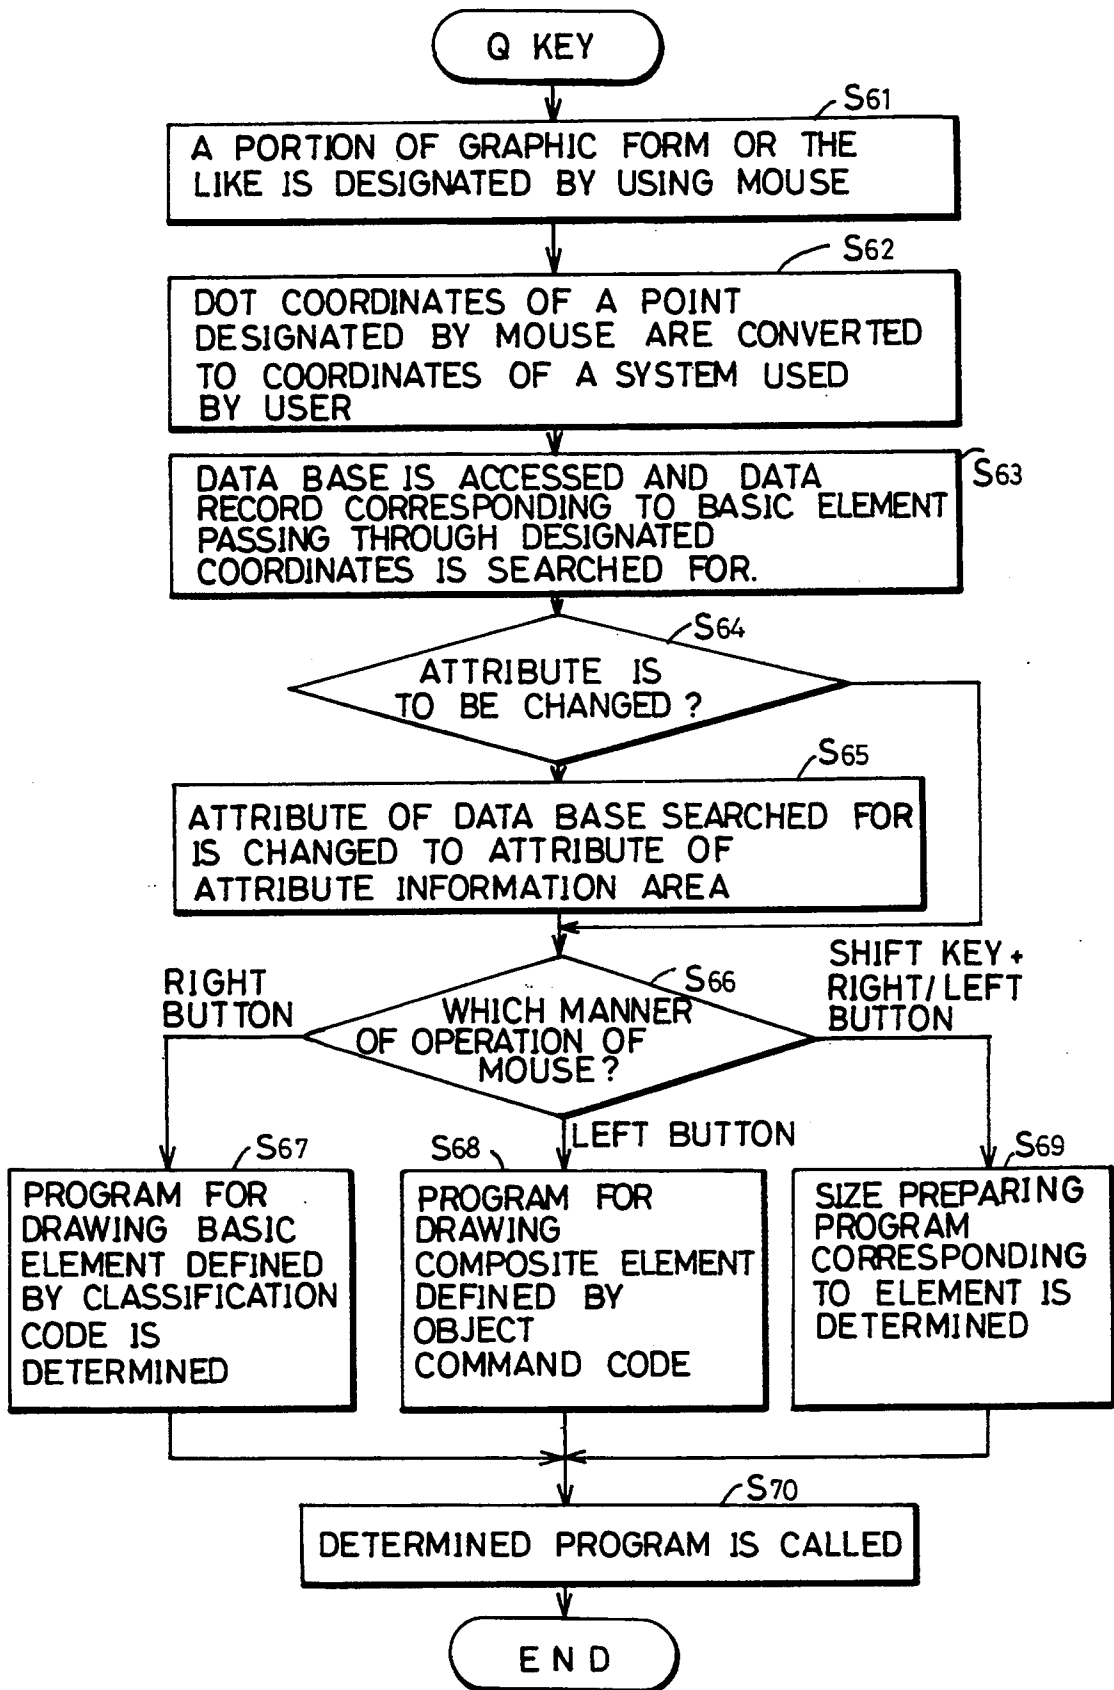 Q KEY
S61
A PORTION OF GRAPHIC FORM OR THE
LIKE IS DESIGNATED BY USING MOUSE
S62
DOT COORDINATES OF A POINT
DESIGNATED BY MOUSE ARE CONVERTED
TO COORDINATES OF A SYSTEM USED
BY USER
S63
DATA BASE IS ACCESSED AND DATA
RECORD CORRESPONDING TO BASIC ELEMENT
PASSING THROUGH DESIGNATED
COORDINATES IS SEARCHED FOR.
S64
ATTRIBUTE IS
TO BE CHANGED?
S65
ATTRIBUTE OF DATA BASE SEARCHED FOR
IS CHANGED TO ATTRIBUTE OF
ATTRIBUTE INFORMATION AREA
S66
WHICH MANNER
OF OPERATION OF
MOUSE?
RIGHT
BUTTON
SHIFT KEY+
RIGHT/LEFT
BUTTON
LEFT BUTTON
S67
PROGRAM FOR
DRAWING BASIC
ELEMENT DEFINED
BY CLASSIFICATION
CODE IS
DETERMINED
S68
PROGRAM FOR
DRAWING
COMPOSITE ELEMENT
DEFINED BY
OBJECT
COMMAND CODE
S69
SIZE PREPARING
PROGRAM
CORRESPONDING
TO ELEMENT IS
DETERMINED
S70
DETERMINED PROGRAM IS CALLED
END